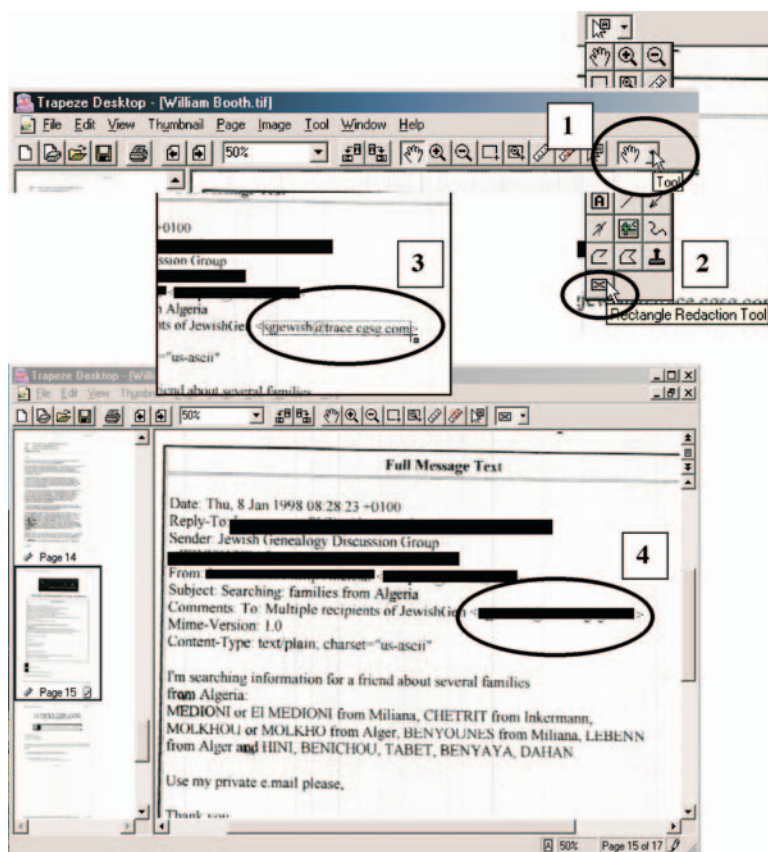 Trapeze Desktop - [William Booth.tif]
File Edit View Thumbnail Page Image Tool Window Help
50%
1
Tool
2
Rectangle Redaction Tool
+0100
ssion Group
3
n Algeria
nts of JewishGen <sgjewish@trace.cgsg.com>
="us-ascii"
friend about several families
Trapeze Desktop - [Will
File Edit View Thumbn
50%
Full Message Text
Date: Thu, 8 Jan 1998 08:28:23 +0100
Reply-To:
Sender: Jewish Genealogy Discussion Group
4
From:
Subject: Searching: families from Algeria
Comments: To: Multiple recipients of JewishGen < >
Mime-Version: 1.0
Content-Type: text/plain; charset="us-ascii"
I'm searching information for a friend about several families
from Algeria:
MEDIONI or El MEDIONI from Miliana, CHETRIT from Inkermann,
MOLKHOU or MOLKHO from Alger, BENYOUNES from Miliana, LEBENN
from Alger and HINI, BENICHOU, TABET, BENYAYA, DAHAN
Use my private e.mail please,
Thank you
Page 14
Page 15
50%
Page 15 of 17